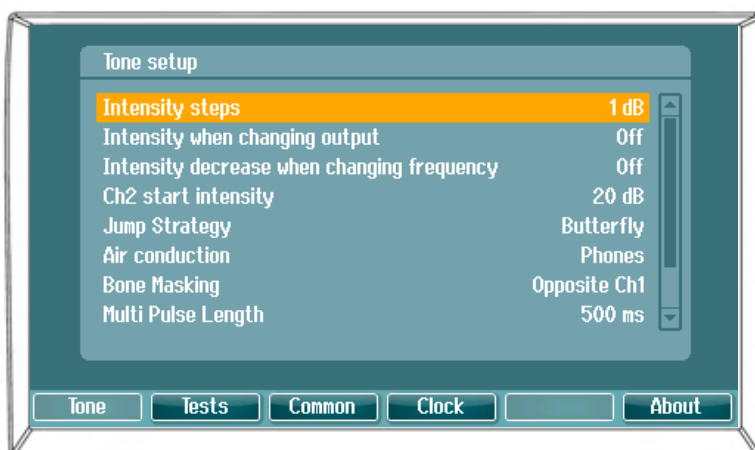 Tone setup
Intensity steps 1 dB
Intensity when changing output Off
Intensity decrease when changing frequency Off
Ch2 start intensity 20 dB
Jump Strategy Butterfly
Air conduction Phones
Bone Masking Opposite Ch1
Multi Pulse Length 500 ms
Tone Tests Common Clock About